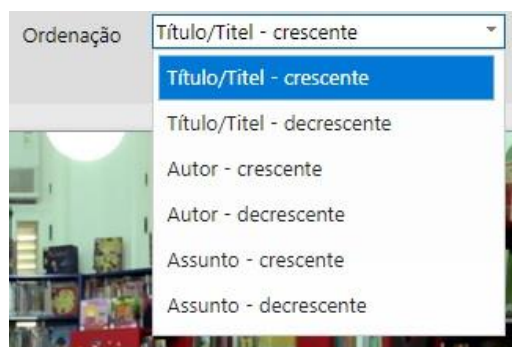 Ordenação Título/Titel - crescente
Título/Titel - crescente
Título/Titel - decrescente
Autor - crescente
Autor - decrescente
Assunto - crescente
Assunto - decrescente